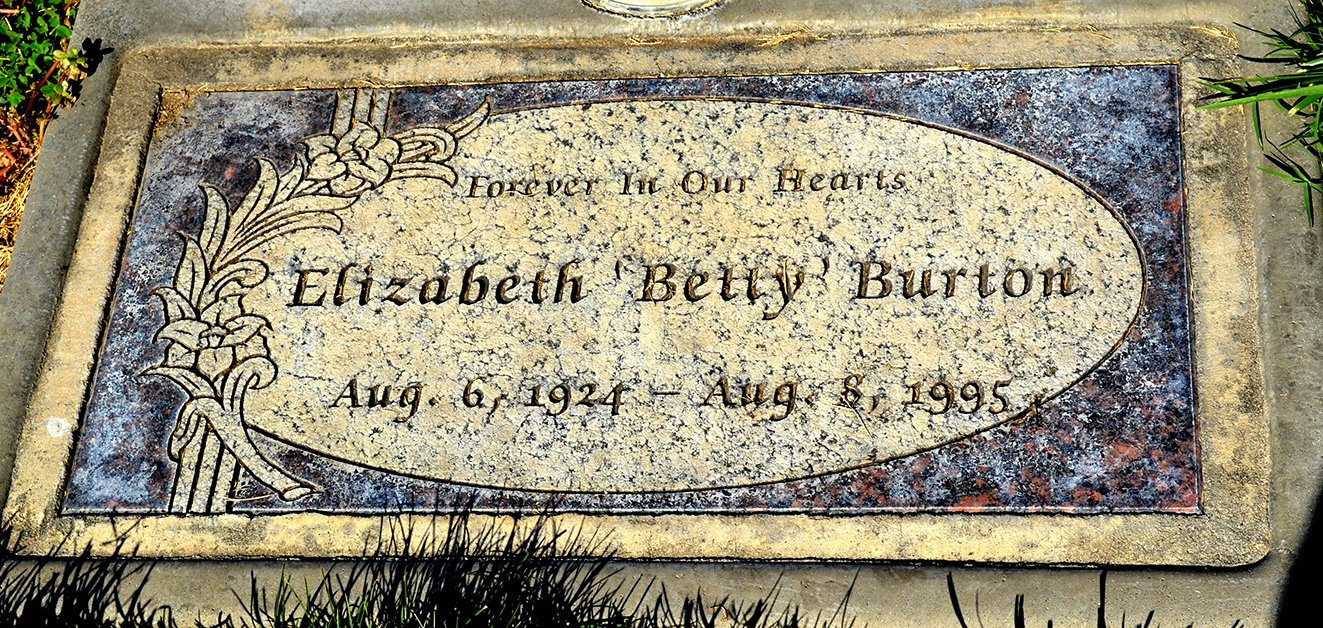 Forever In Our Hearts
Elizabeth 'Betty' Burton
Aug. 6, 1924 – Aug. 8, 1995